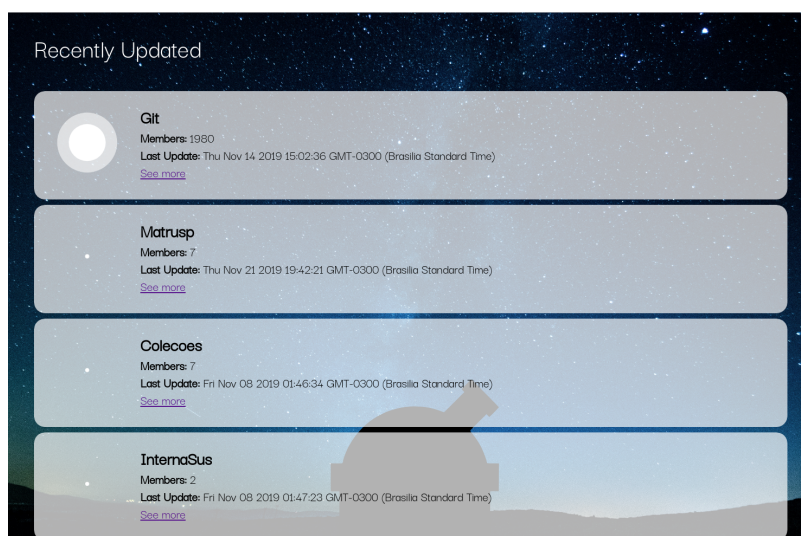 Recently Updated
Git
Members: 1980
Last Update: Thu Nov 14 2019 15:02:36 GMT-0300 (Brasilia Standard Time)
See more
Matrusp
Members: 7
Last Update: Thu Nov 21 2019 19:42:21 GMT-0300 (Brasilia Standard Time)
See more
Colecoes
Members: 7
Last Update: Fri Nov 08 2019 01:46:34 GMT-0300 (Brasilia Standard Time)
See more
InternaSus
Members: 2
Last Update: Fri Nov 08 2019 01:47:23 GMT-0300 (Brasilia Standard Time)
See more